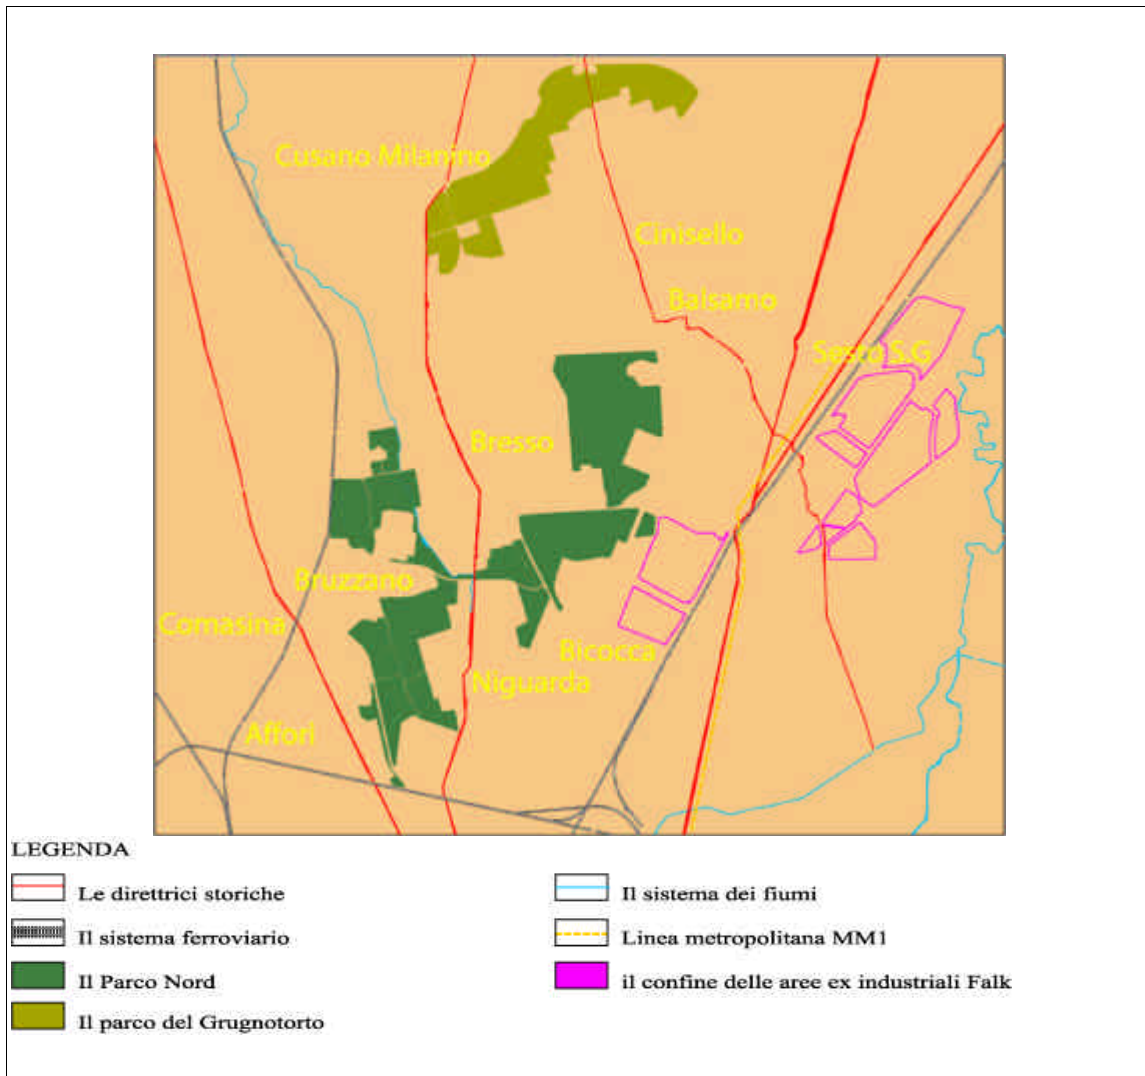 Cusano Milanino
Cinisello
Balsamo
Sesto S.G
Bresso
Bruzzano
Comasina
Bicocca
Niguarda
Affori
LEGENDA
Le direttrici storiche
Il sistema dei fiumi
Il sistema ferroviario
Linea metropolitana MM1
Il Parco Nord
il confine delle aree ex industriali Falk
Il parco del Grugnotorto